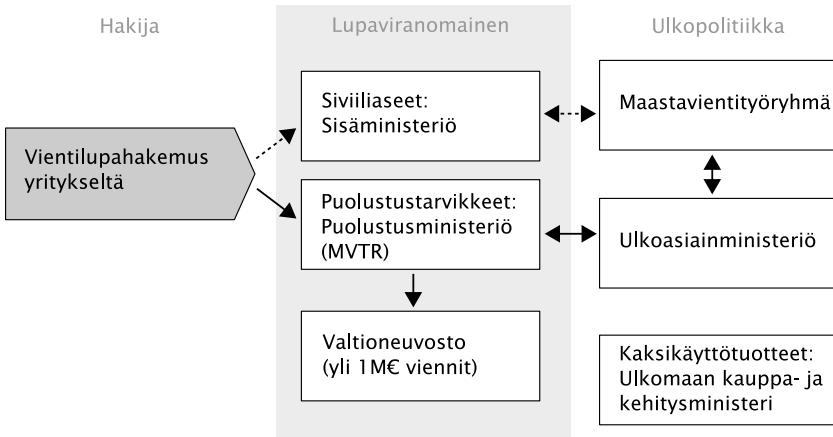 Hakija
Lupaviranomainen
Ulkopolitiikka
Vientilupahakemus
yritykseltä
Siviiliaseet:
Sisäministeriö
Maastavientityöryhmä
Puolustustarvikkeet:
Puolustusministeriö
(MVTR)
Ulkoasiainministeriö
Valtioneuvosto
(yli 1M€ viennit)
Kaksikäyttötuotteet:
Ulkomaan kauppa- ja
kehitysministeri